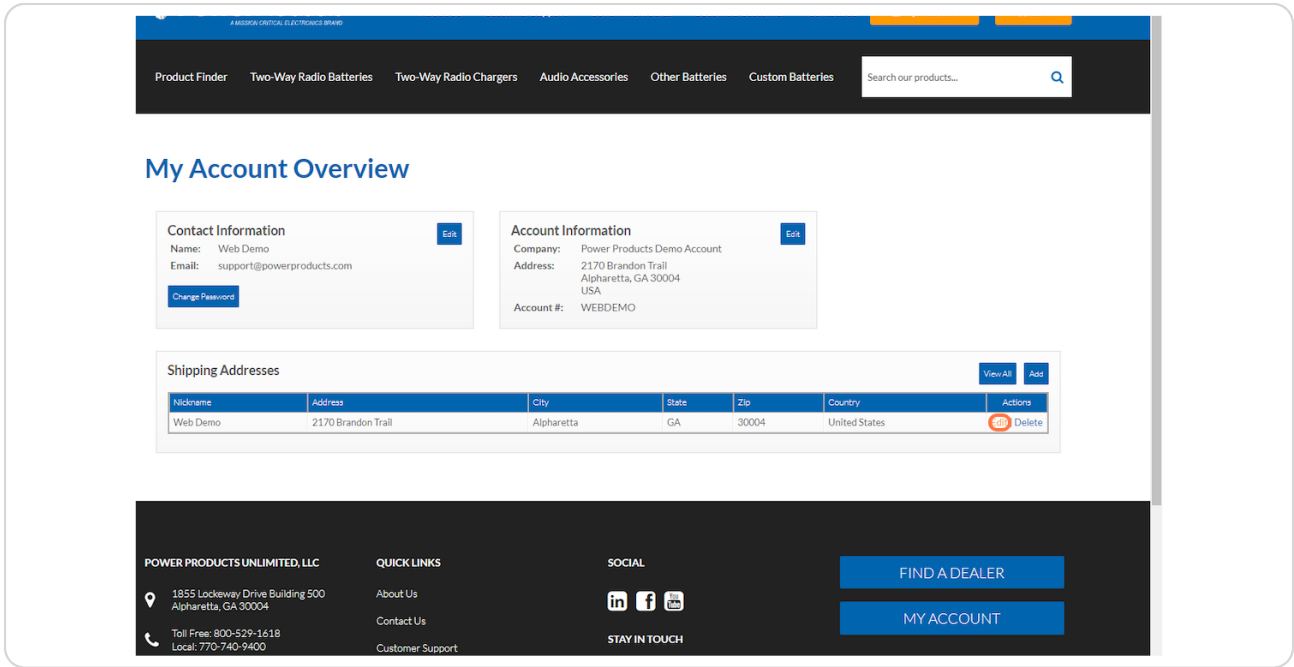 A MISSION CRITICAL ELECTRONICS BRAND
Product Finder Two-Way Radio Batteries Two-Way Radio Chargers Audio Accessories Other Batteries Custom Batteries Search our products...
My Account Overview
Contact Information Edit
Name: Web Demo
Email: support@powerproducts.com
Change Password
Account Information Edit
Company: Power Products Demo Account
Address: 2170 Brandon Trail
Alpharetta, GA 30004
USA
Account #: WEBDEMO
Shipping Addresses View All Add
Nickname Address City State Zip Country Actions
Web Demo 2170 Brandon Trail Alpharetta GA 30004 United States Edit Delete
POWER PRODUCTS UNLIMITED, LLC
1855 Lockeway Drive Building 500
Alpharetta, GA 30004
Toll Free: 800-529-1618
Local: 770-740-9400
QUICK LINKS
About Us
Contact Us
Customer Support
SOCIAL
in f You Tube
STAY IN TOUCH
FIND A DEALER
MY ACCOUNT